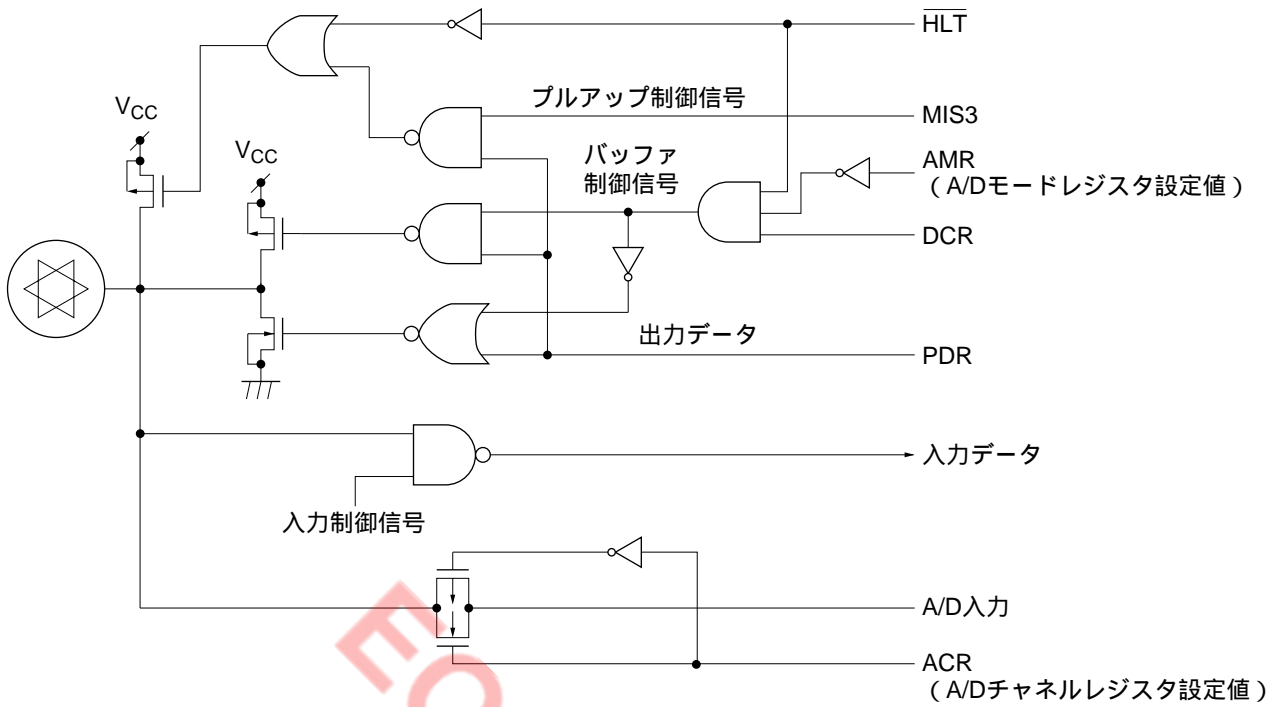 HLT
プルアップ制御信号
MIS3
VCC
VCC
バッファ
制御信号
AMR
（A/Dモードレジスタ設定値）
DCR
出力データ
PDR
入力データ
入力制御信号
A/D入力
ACR
（A/Dチャネルレジスタ設定値）
EO